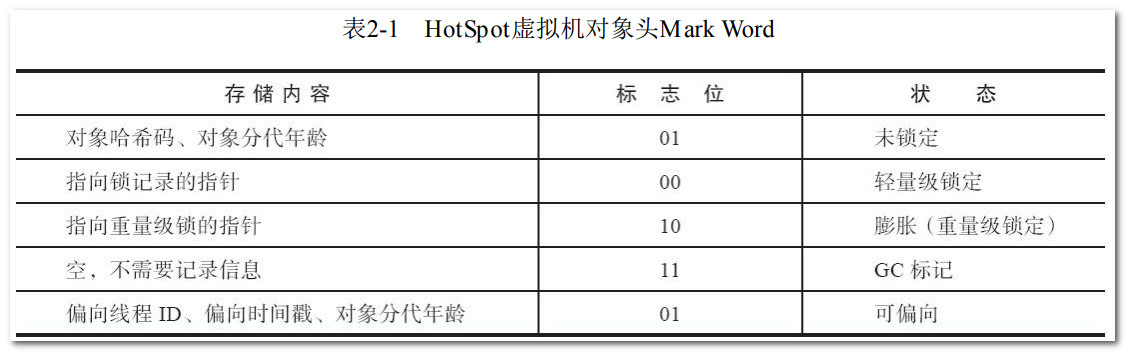 表2-1 HotSpot虚拟机对象头Mark Word
存储内容 标志位 状态
对象哈希码、对象分代年龄 01 未锁定
指向锁记录的指针 00 轻量级锁定
指向重量级锁的指针 10 膨胀（重量级锁定）
空，不需要记录信息 11 GC 标记
偏向线程 ID、偏向时间戳、对象分代年龄 01 可偏向